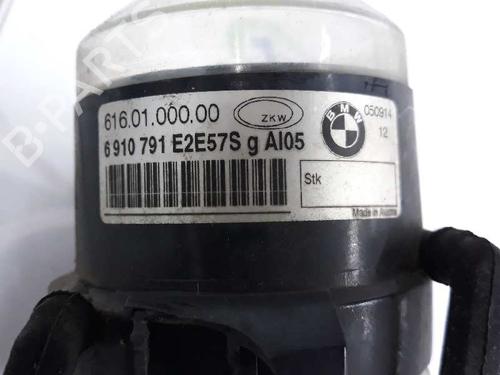 616.01.000.00
ZKW
BMW
050914
12
6 910 791 E2E57S g AI05
Stk
Made in Austria
B-PARTS